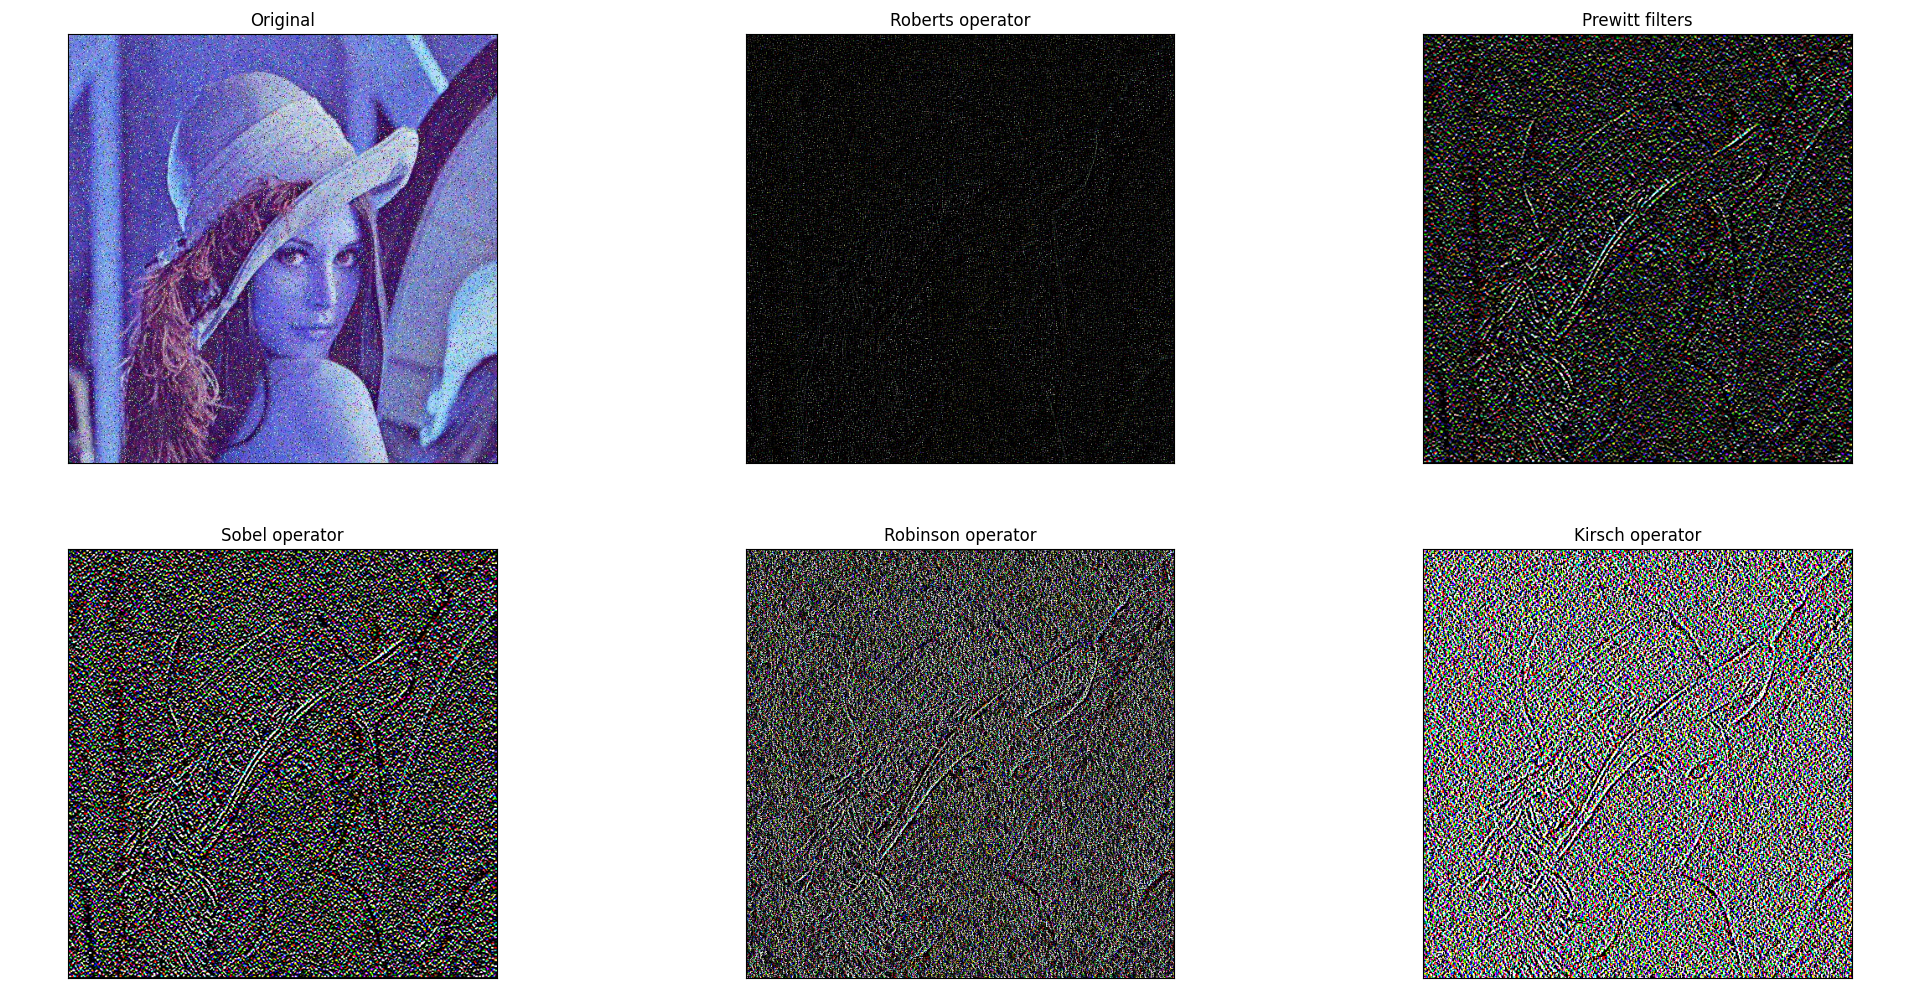 Original
Roberts operator
Prewitt filters
Sobel operator
Robinson operator
Kirsch operator